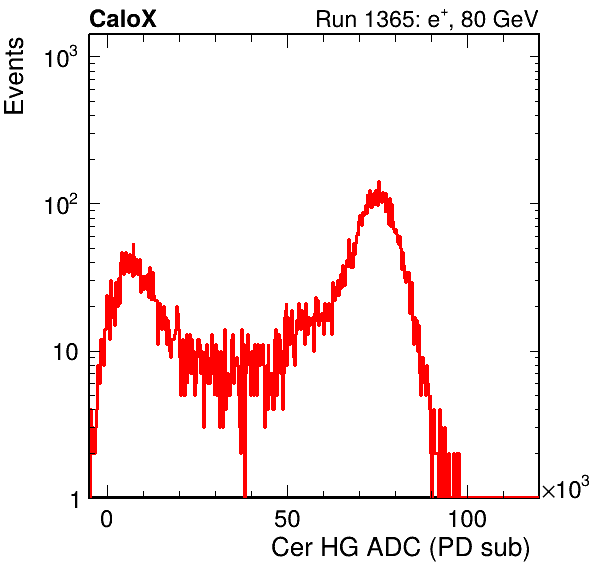 CaloX Run 1365: e⁺, 80 GeV
Events
10³
10²
10
1
0 50 100 ×10³
Cer HG ADC (PD sub)